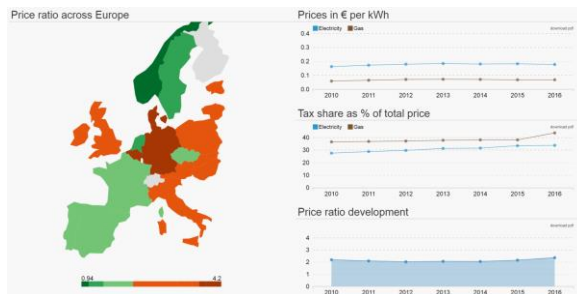 Price ratio across Europe
0.94
4.2
Prices in € per kWh
Electricity Gas
download pdf
0.4
0.3
0.2
0.1
0.0
2010 2011 2012 2013 2014 2015 2016
Tax share as % of total price
Electricity Gas
download pdf
40
30
20
10
0
2010 2011 2012 2013 2014 2015 2016
Price ratio development
download pdf
4
3
2
1
0
2010 2011 2012 2013 2014 2015 2016